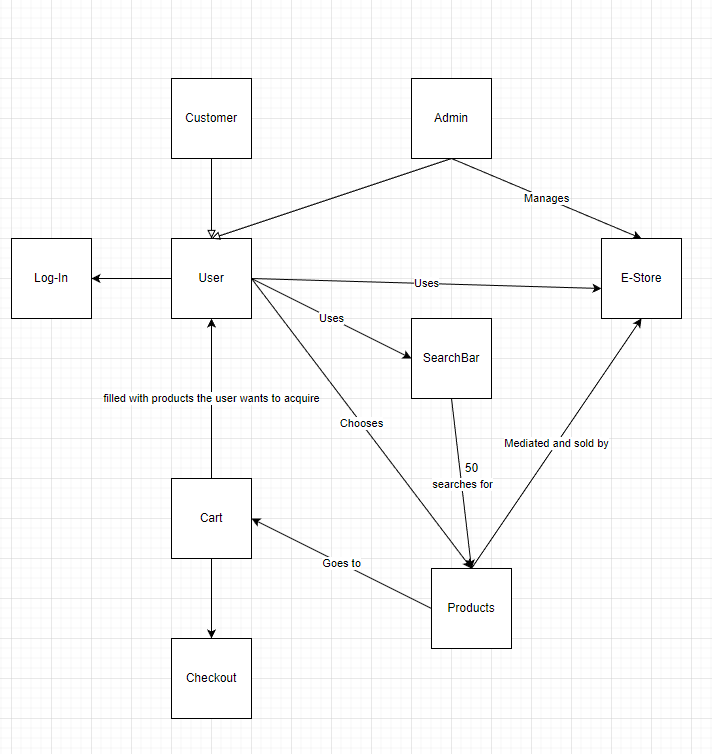 Customer
Admin
Manages
Log-In
User
E-Store
Uses
Uses
SearchBar
filled with products the user wants to acquire
Chooses
Mediated and sold by
50
searches for
Cart
Goes to
Products
Checkout